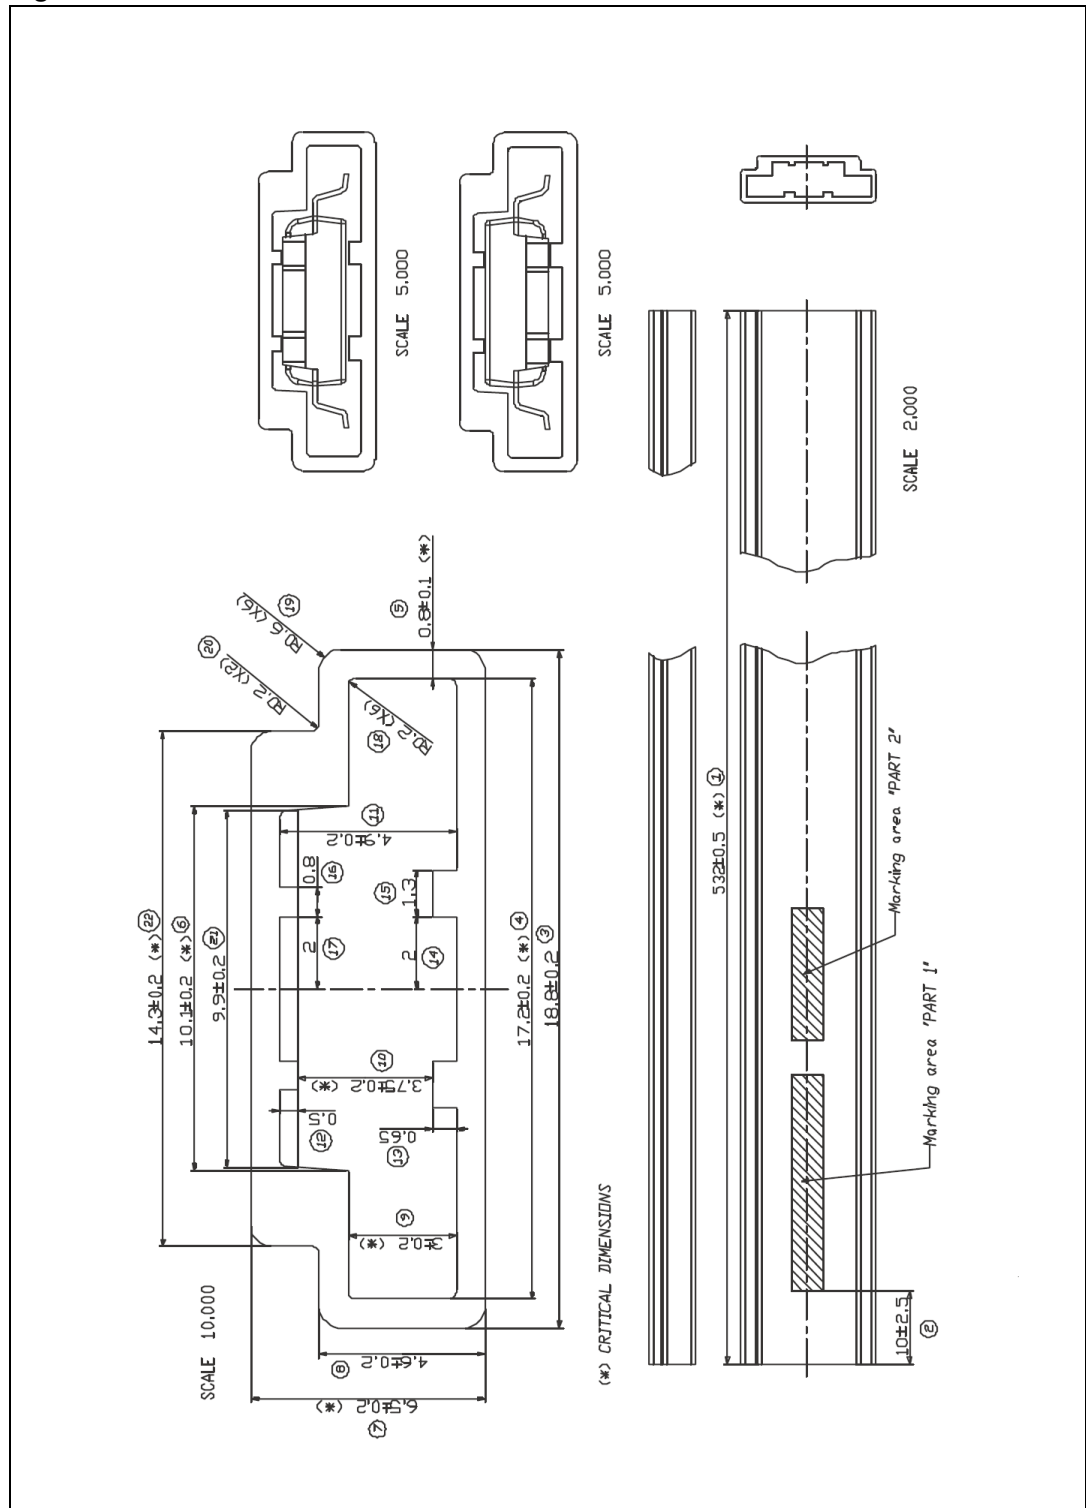 SCALE 5.000
SCALE 5.000
SCALE 2.000
SCALE 10.000
14.3±0.2 (*) 22
10.1±0.2 (*) 6
9.9±0.2 21
R0.2 (X2) 20
R0.6 (X6) 19
R0.2 (X6) 18
0.8±0.1 (*) 5
4.9±0.2 11
0.8 16
2 17
1.3 15
2 14
3.75±0.2 (*) 10
0.5 12
0.65 13
3±0.2 (*) 9
17.2±0.2 (*) 4
18.8±0.2 3
4.6±0.2 8
6.5±0.2 (*) 7
(*) CRITICAL DIMENSIONS
532±0.5 (*) 1
Marking area "PART 2"
Marking area "PART 1"
10±2.5 2